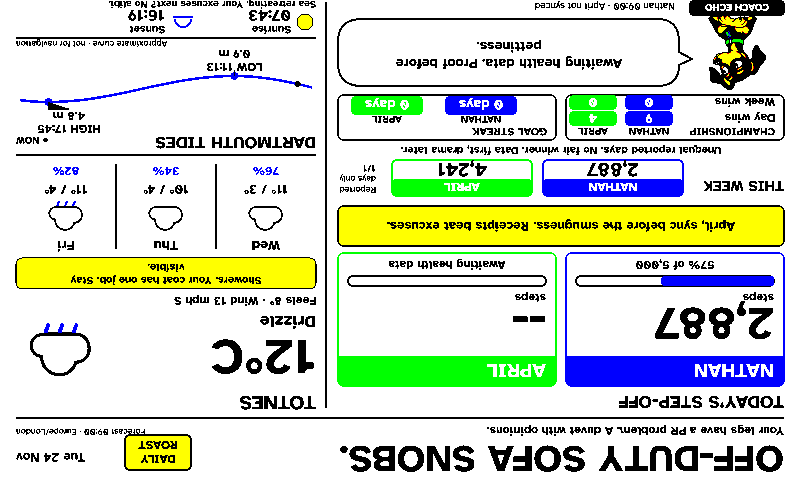 OFF-DUTY SOFA SNOBS.
Your legs have a PR problem. A duvet with opinions.
DAILY
ROAST
Tue 24 Nov
Forecast 09:00 · Europe/London
TODAY'S STEP-OFF
NATHAN
2,887
steps
57% of 5,000
APRIL
--
steps
Awaiting health data
April, sync before the smugness. Receipts beat excuses.
THIS WEEK
NATHAN
2,887
APRIL
4,241
Reported
days only
1/1
Unequal reported days. No fair winner. Data first, drama later.
CHAMPIONSHIP
NATHAN
APRIL
Day wins
9
4
Week wins
0
0
GOAL STREAK
NATHAN
0 days
APRIL
0 days
Awaiting health data. Proof before
pettiness.
COACH ECHO
Nathan 09:00 · April not synced
TOTNES
12°C
Drizzle
Feels 8° · Wind 13 mph S
Showers. Your coat has one job. Stay
visible.
Wed
11° / 3°
76%
Thu
10° / 4°
34%
Fri
11° / 4°
82%
DARTMOUTH TIDES
• NOW
HIGH 17:45
4.8 m
LOW 11:13
0.9 m
Approximate curve · not for navigation
Sunrise
07:43
Sunset
16:19
Sea retreating. Your excuses next? No alibi.